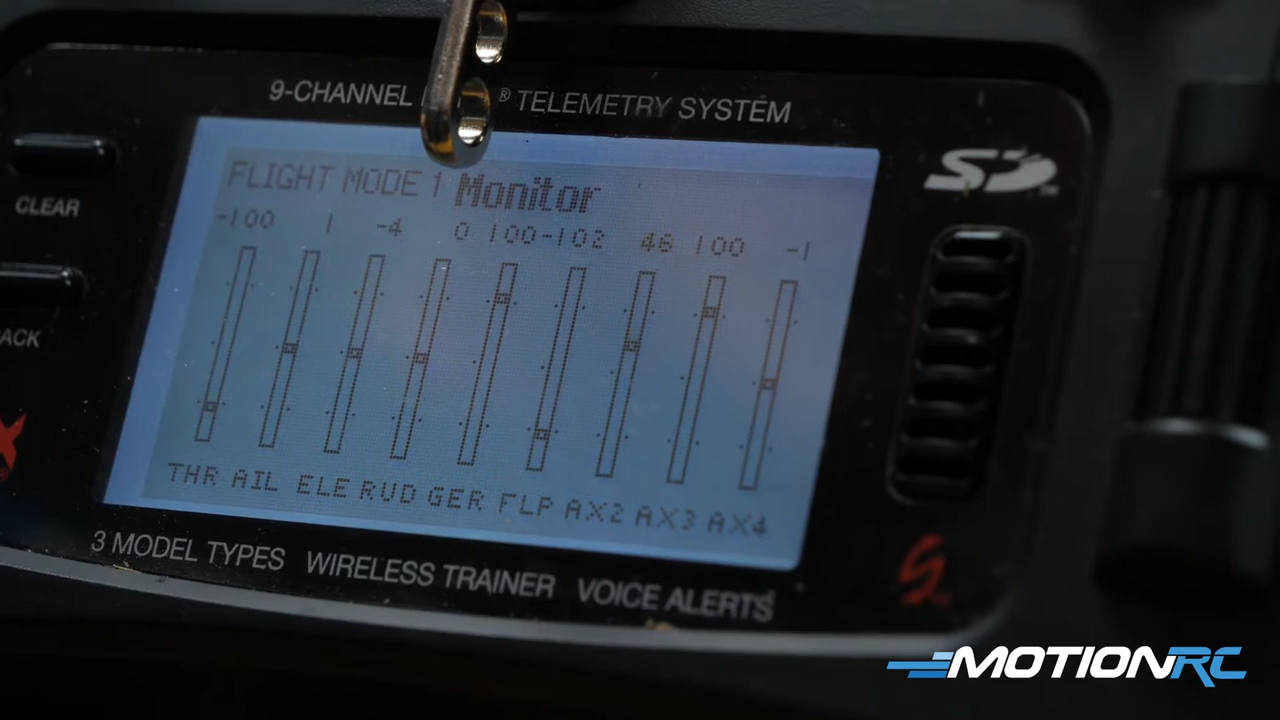 9-CHANNEL ® TELEMETRY SYSTEM
SD
CLEAR
FLIGHT MODE 1 Monitor
-100 1 -4 0 100 -102 46 100 -1
THR AIL ELE RUD GER FLP AX2 AX3 AX4
3 MODEL TYPES WIRELESS TRAINER VOICE ALERTS
MOTIONRC